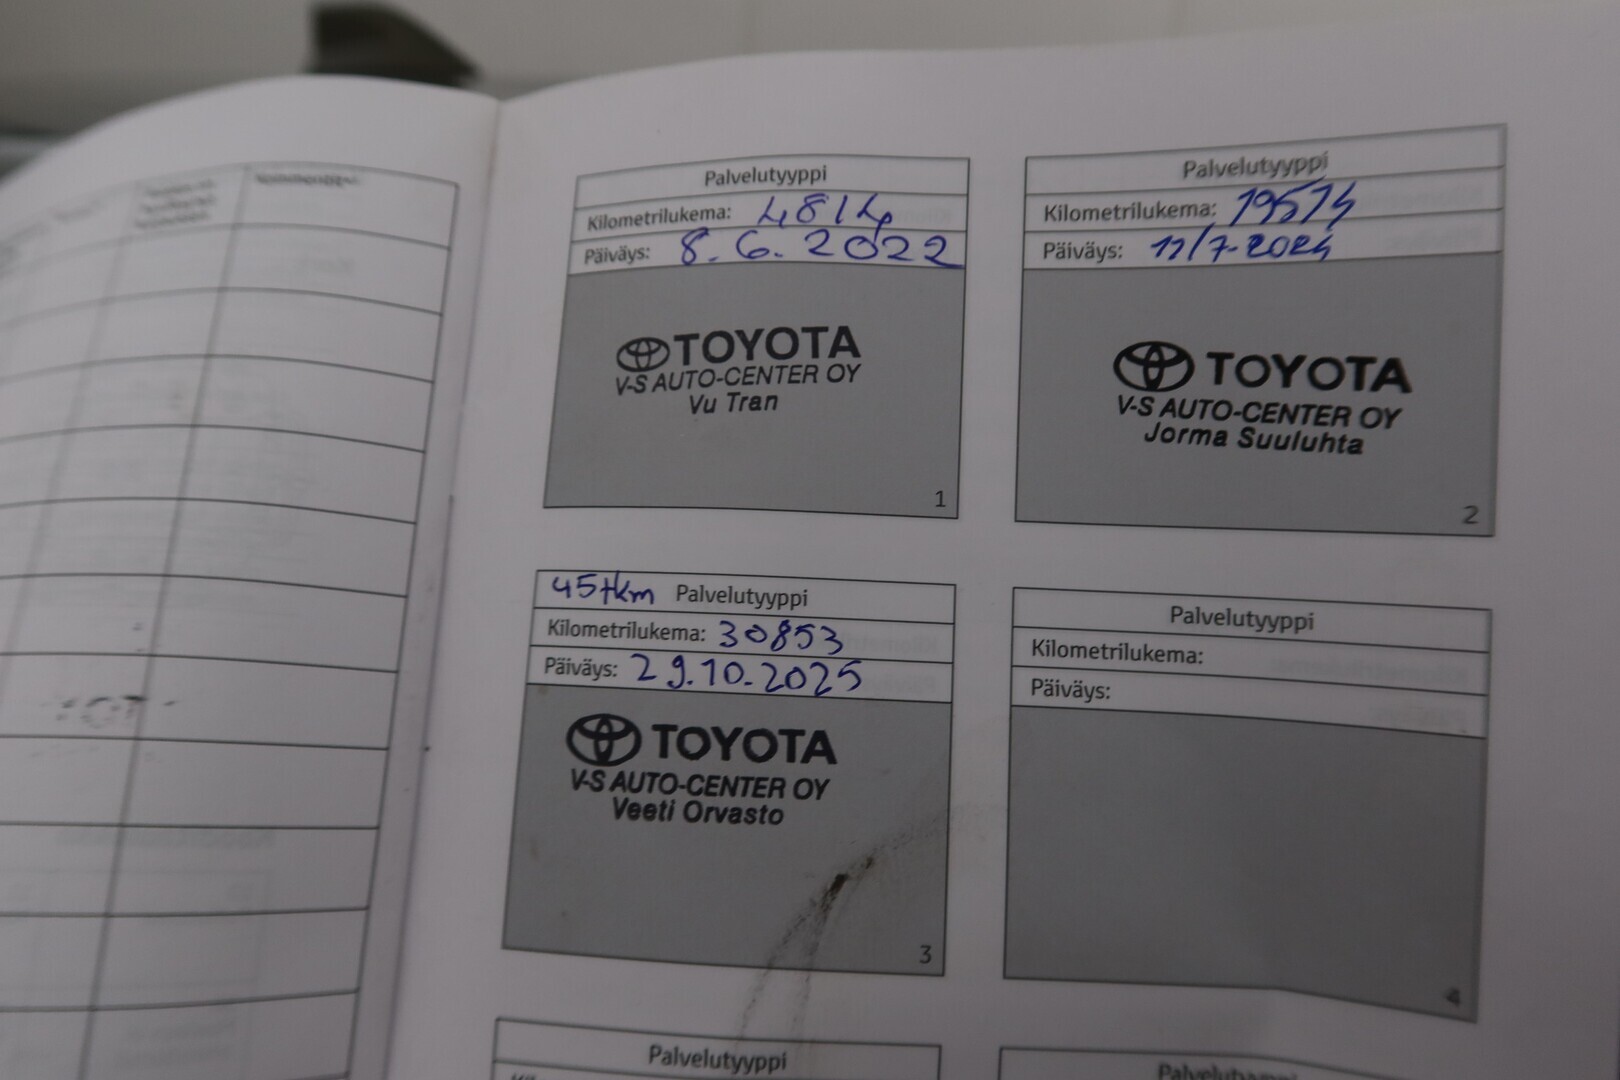 Palvelutyyppi
Kilometrilukema: 4814
Päiväys: 8.6.2022
TOYOTA
V-S AUTO-CENTER OY
Vu Tran
1
Palvelutyyppi
Kilometrilukema: 19574
Päiväys: 11/7-2024
TOYOTA
V-S AUTO-CENTER OY
Jorma Suuluhta
2
45tkm Palvelutyyppi
Kilometrilukema: 30853
Päiväys: 29.10.2025
TOYOTA
V-S AUTO-CENTER OY
Veeti Orvasto
3
Palvelutyyppi
Kilometrilukema:
Päiväys:
4
Palvelutyyppi
Palvelutyyppi